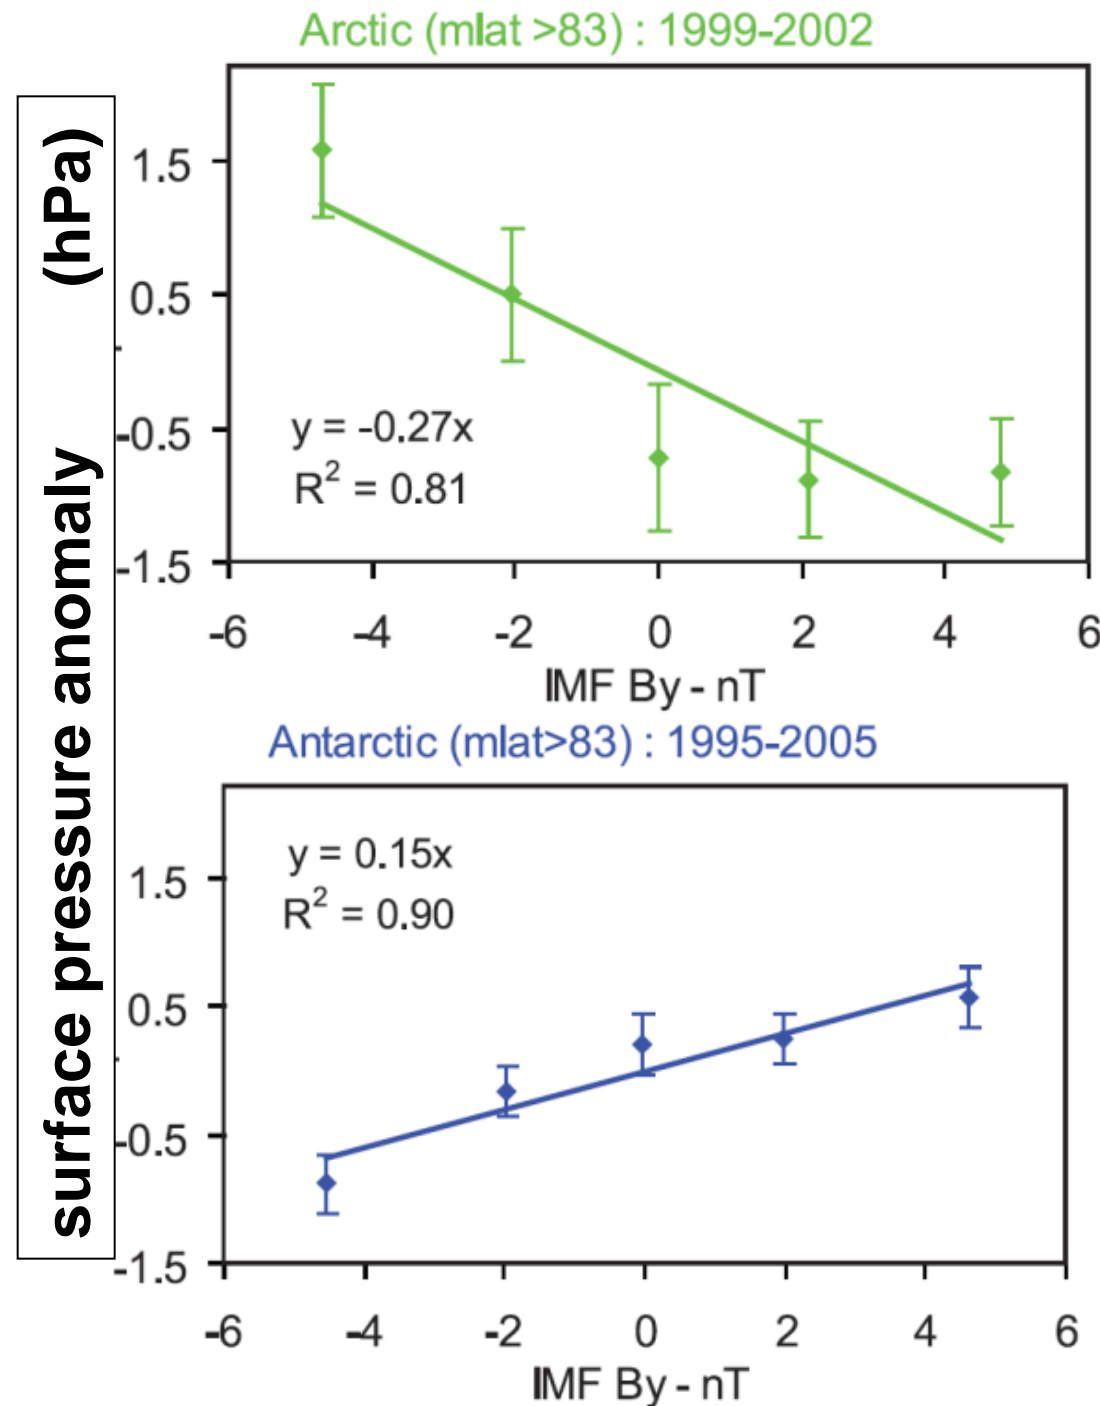 Arctic (mlat >83) : 1999-2002
surface pressure anomaly (hPa)
1.5
0.5
-0.5
-1.5
y = -0.27x
R² = 0.81
-6 -4 -2 0 2 4 6
IMF By - nT
Antarctic (mlat>83) : 1995-2005
y = 0.15x
R² = 0.90
1.5
0.5
-0.5
-1.5
-6 -4 -2 0 2 4 6
IMF By - nT